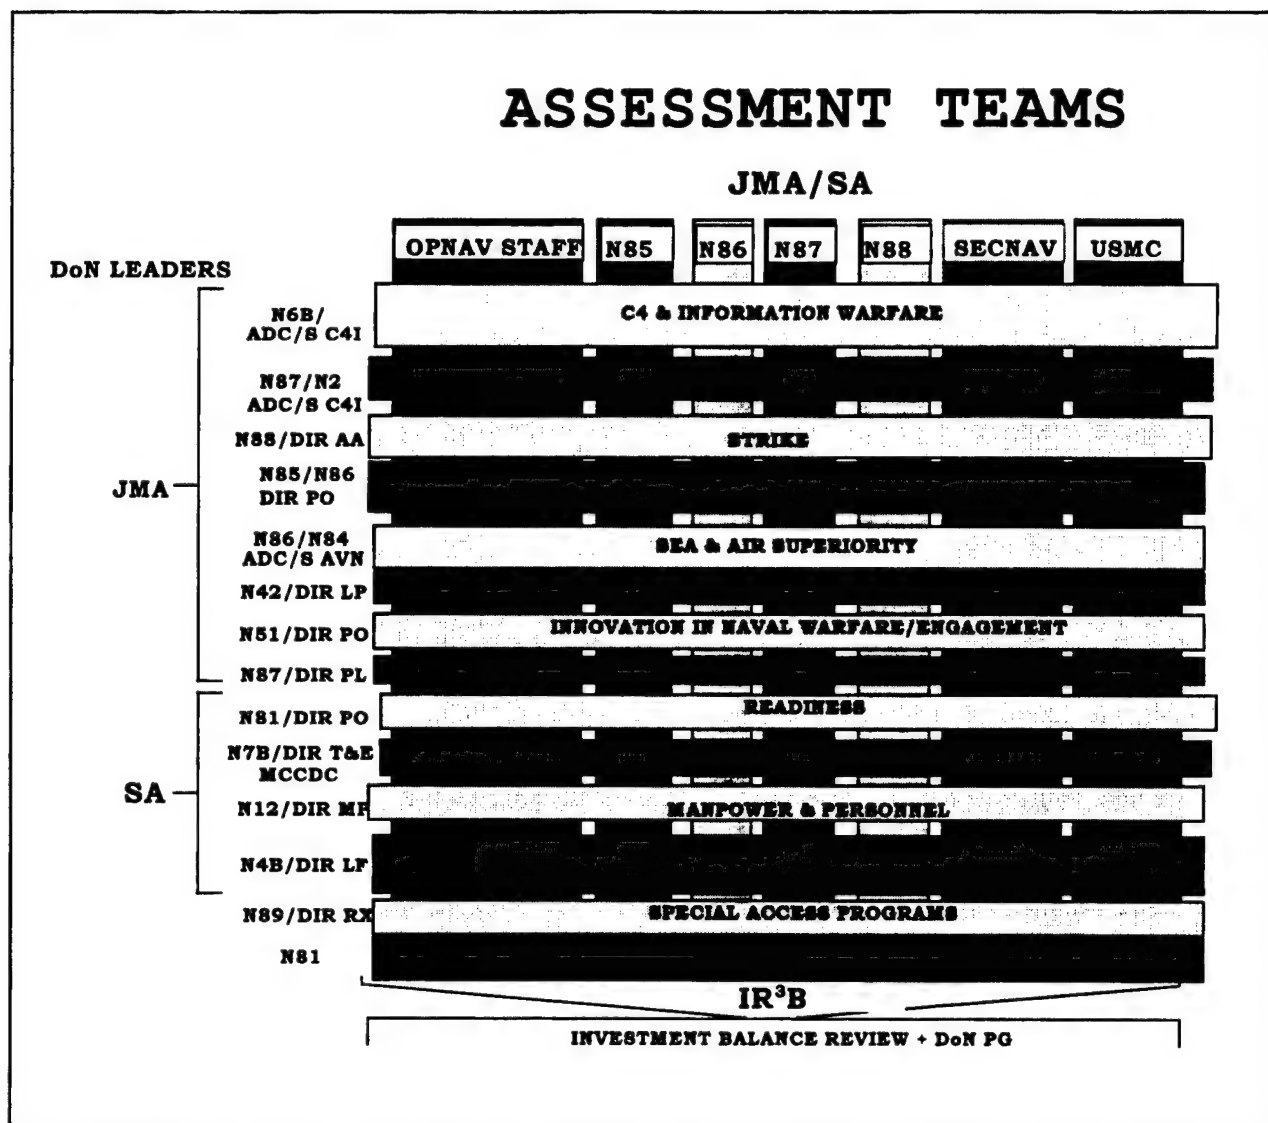 ASSESSMENT TEAMS
JMA/SA
OPNAV STAFF N85 N86 N87 N88 SECNAV USMC
DoN LEADERS
N6B/
ADC/S C4I
C4 & INFORMATION WARFARE
N87/N2
ADC/S C4I
N88/DIR AA
STRIKE
JMA
N85/N86
DIR PO
N86/N84
ADC/S AVN
SEA & AIR SUPERIORITY
N42/DIR LP
N51/DIR PO
INNOVATION IN NAVAL WARFARE/ENGAGEMENT
N87/DIR PL
N81/DIR PO
READINESS
SA
N7B/DIR T&E
MCCDC
N12/DIR MP
MANPOWER & PERSONNEL
N4B/DIR LF
N89/DIR RX
SPECIAL ACCESS PROGRAMS
N81
IR³B
INVESTMENT BALANCE REVIEW + DoN PG